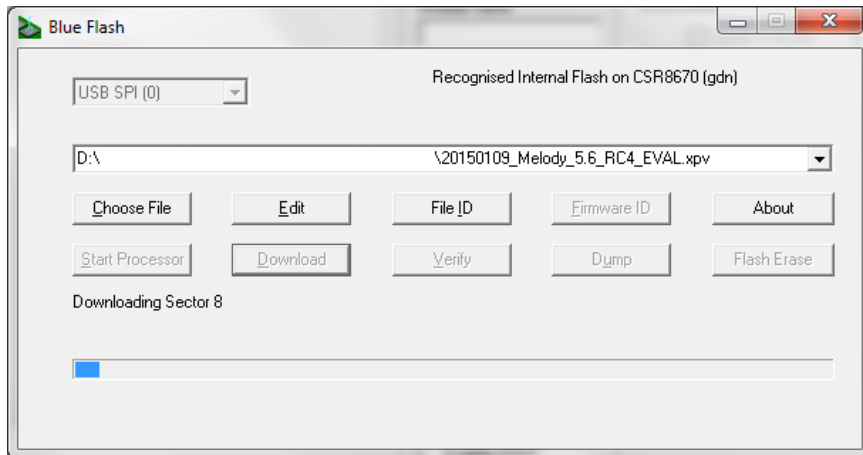 Blue Flash
USB SPI (0)
Recognised Internal Flash on CSR8670 (gdn)
D:\ \20150109_Melody_5.6_RC4_EVAL.xpv
Choose File Edit File ID Firmware ID About
Start Processor Download Verify Dump Flash Erase
Downloading Sector 8